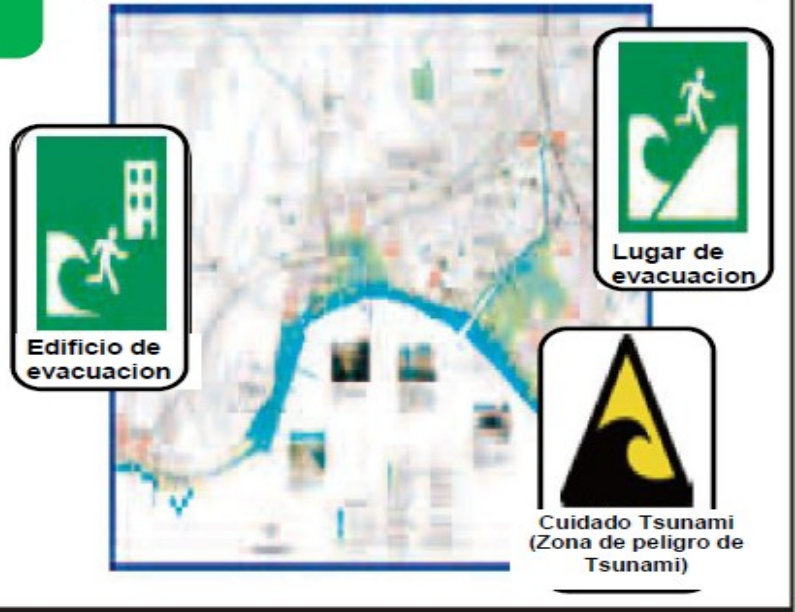 Lugar de
evacuacion
Edificio de
evacuacion
Cuidado Tsunami
(Zona de peligro de
Tsunami)